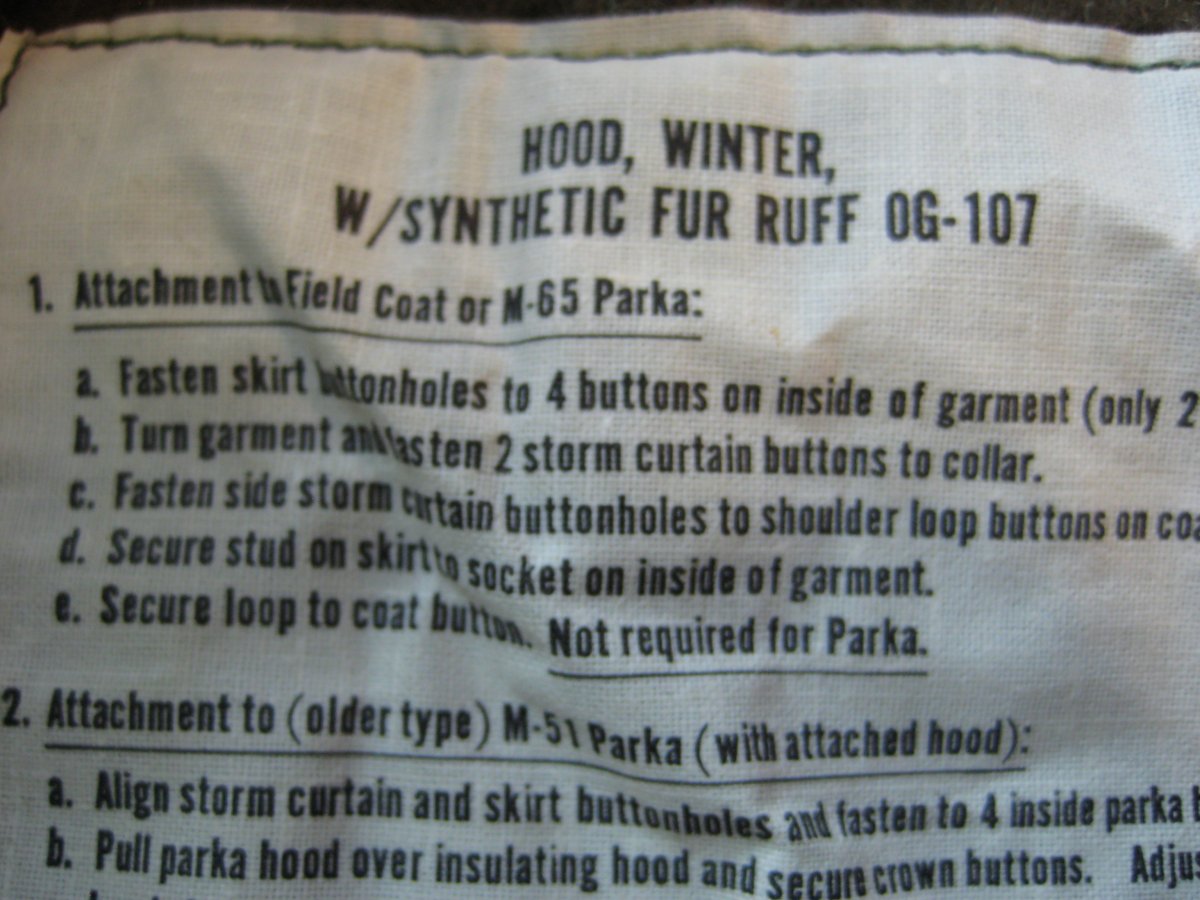 HOOD, WINTER,
W/SYNTHETIC FUR RUFF OG-107
1. Attachment to Field Coat or M-65 Parka:
a. Fasten skirt buttonholes to 4 buttons on inside of garment (only 2
b. Turn garment and fasten 2 storm curtain buttons to collar.
c. Fasten side storm curtain buttonholes to shoulder loop buttons on coa
d. Secure stud on skirt to socket on inside of garment.
e. Secure loop to coat button. Not required for Parka.
2. Attachment to (older type) M-51 Parka (with attached hood):
a. Align storm curtain and skirt buttonholes and fasten to 4 inside parka b
b. Pull parka hood over insulating hood and secure crown buttons. Adjus